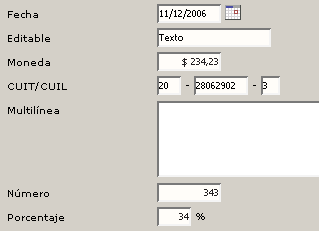 Fecha 11/12/2006
Editable Texto
Moneda $ 234,23
CUIT/CUIL 20 - 28062902 - 3
Multilínea
Número 343
Porcentaje 34 %